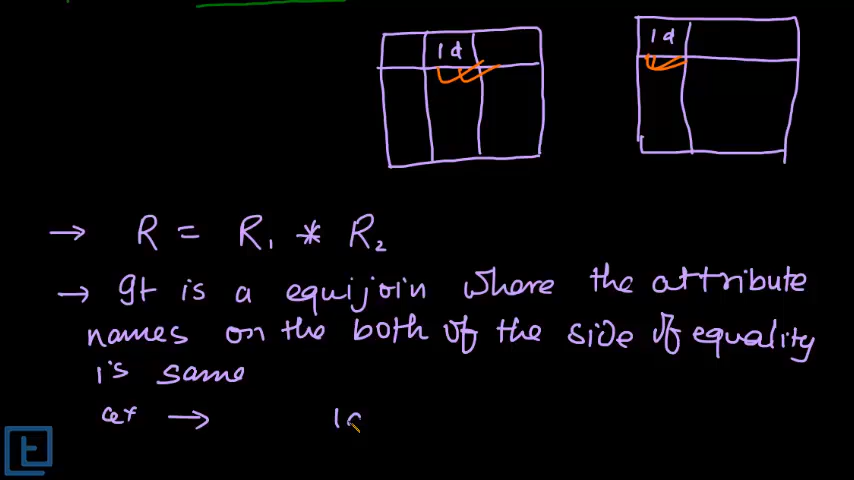 Id Id
→ R = R₁ * R₂
→ It is a equijoin where the attribute
names on the both of the side of equality
is same
→ Id